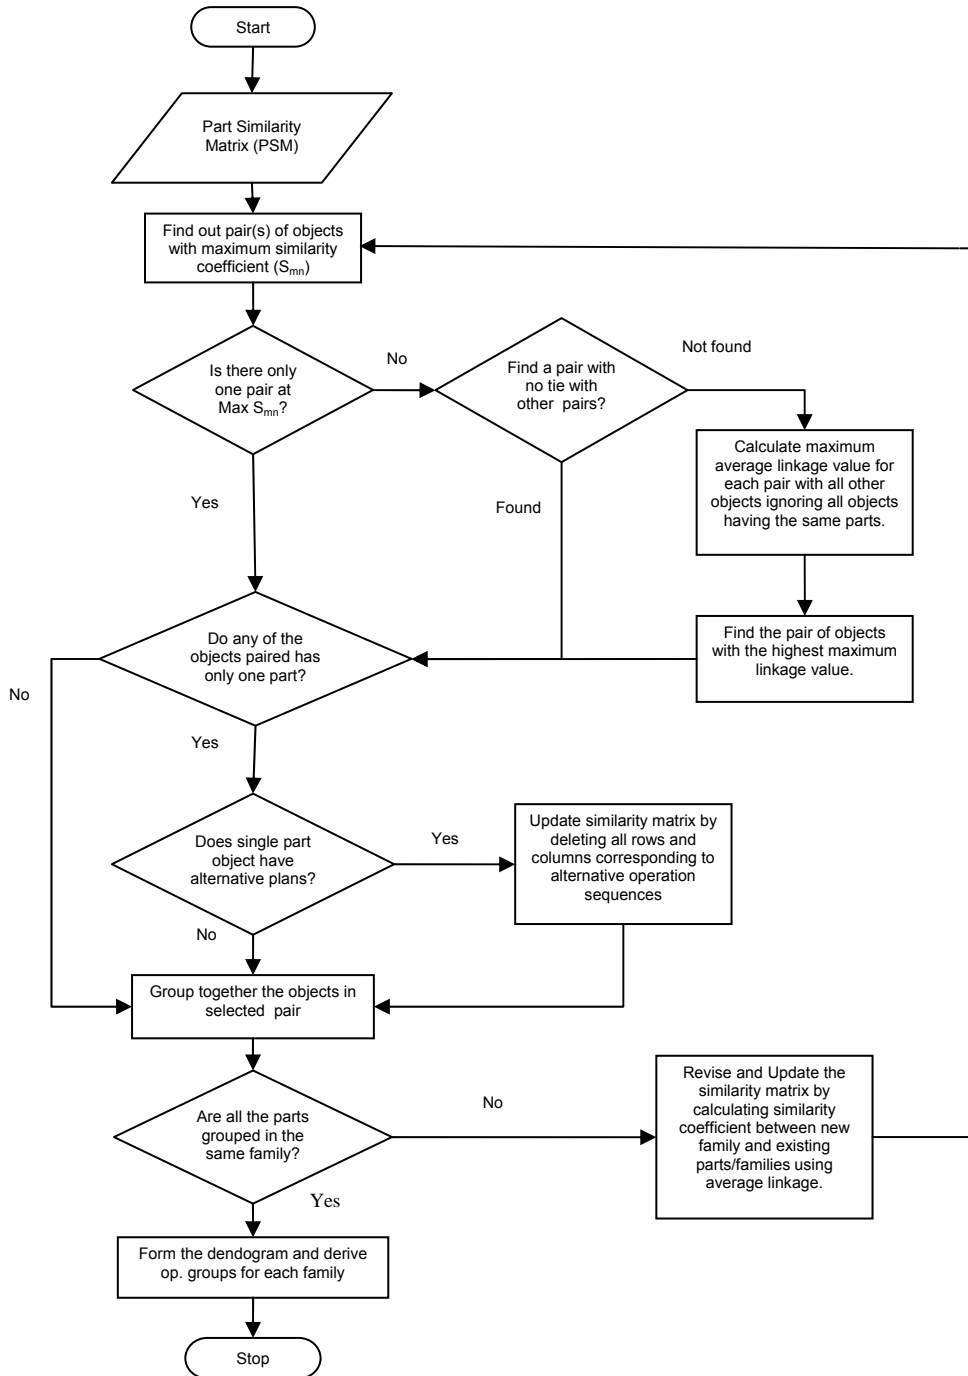 Start
Part Similarity
Matrix (PSM)
Find out pair(s) of objects
with maximum similarity
coefficient (Smn)
Is there only
one pair at
Max Smn?
No
Find a pair with
no tie with
other pairs?
Not found
Calculate maximum
average linkage value for
each pair with all other
objects ignoring all objects
having the same parts.
Yes
Found
Find the pair of objects
with the highest maximum
linkage value.
Do any of the
objects paired has
only one part?
No
Yes
Does single part
object have
alternative plans?
Yes
Update similarity matrix by
deleting all rows and
columns corresponding to
alternative operation
sequences
No
Group together the objects in
selected pair
Are all the parts
grouped in the
same family?
No
Revise and Update the
similarity matrix by
calculating similarity
coefficient between new
family and existing
parts/families using
average linkage.
Yes
Form the dendogram and derive
op. groups for each family
Stop